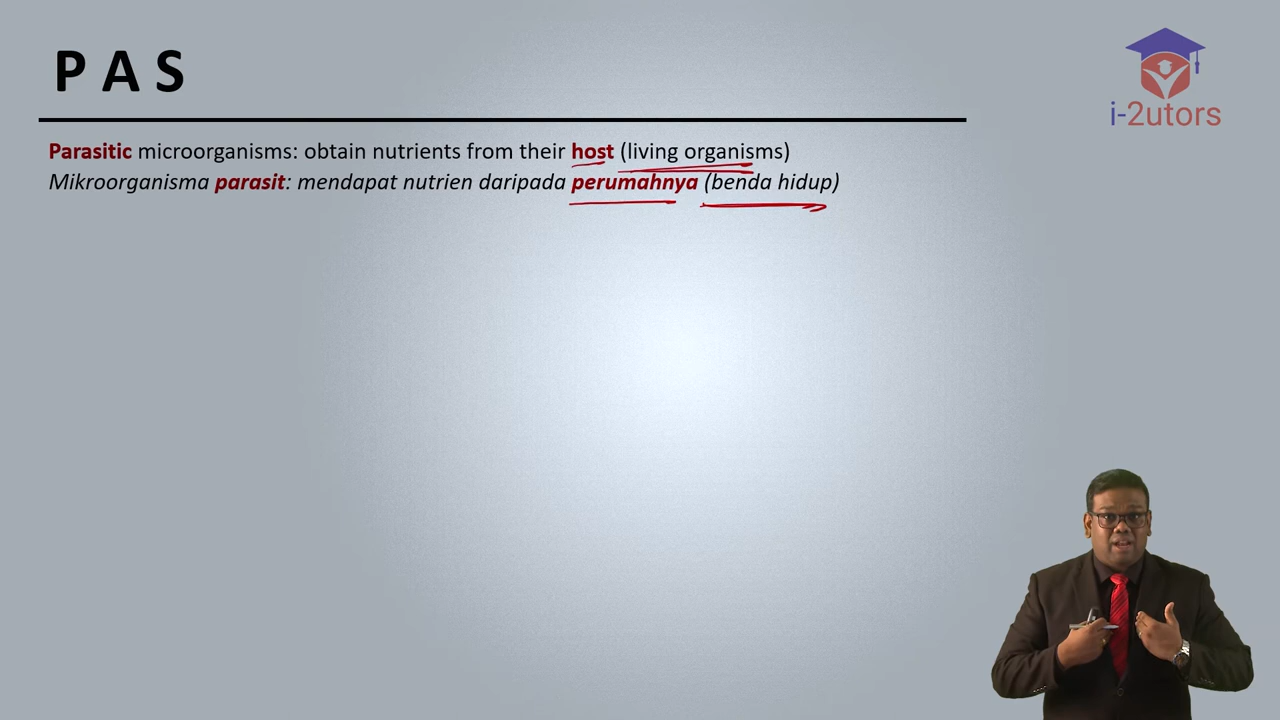 P A S
i-2utors
Parasitic microorganisms: obtain nutrients from their host (living organisms)
Mikroorganisma parasit: mendapat nutrien daripada perumahnya (benda hidup)